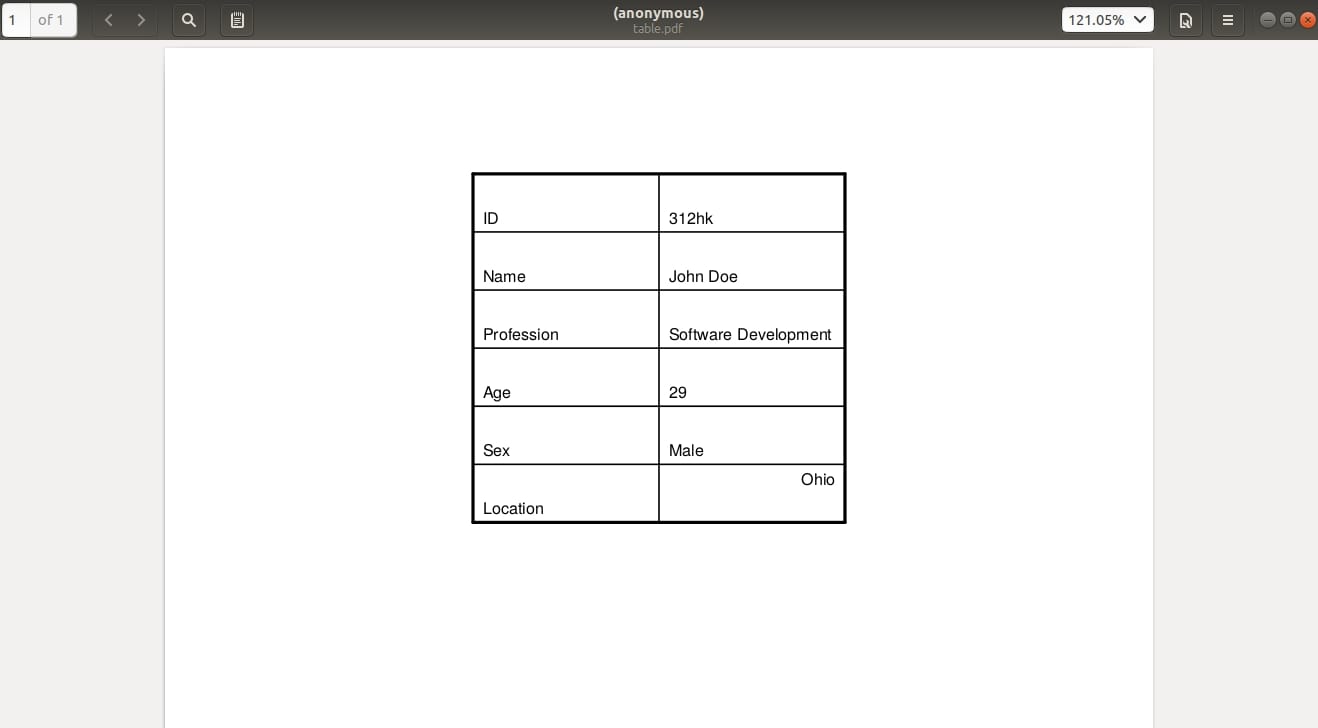 1 of 1
(anonymous)
table.pdf
121.05%
ID 312hk
Name John Doe
Profession Software Development
Age 29
Sex Male
Ohio
Location